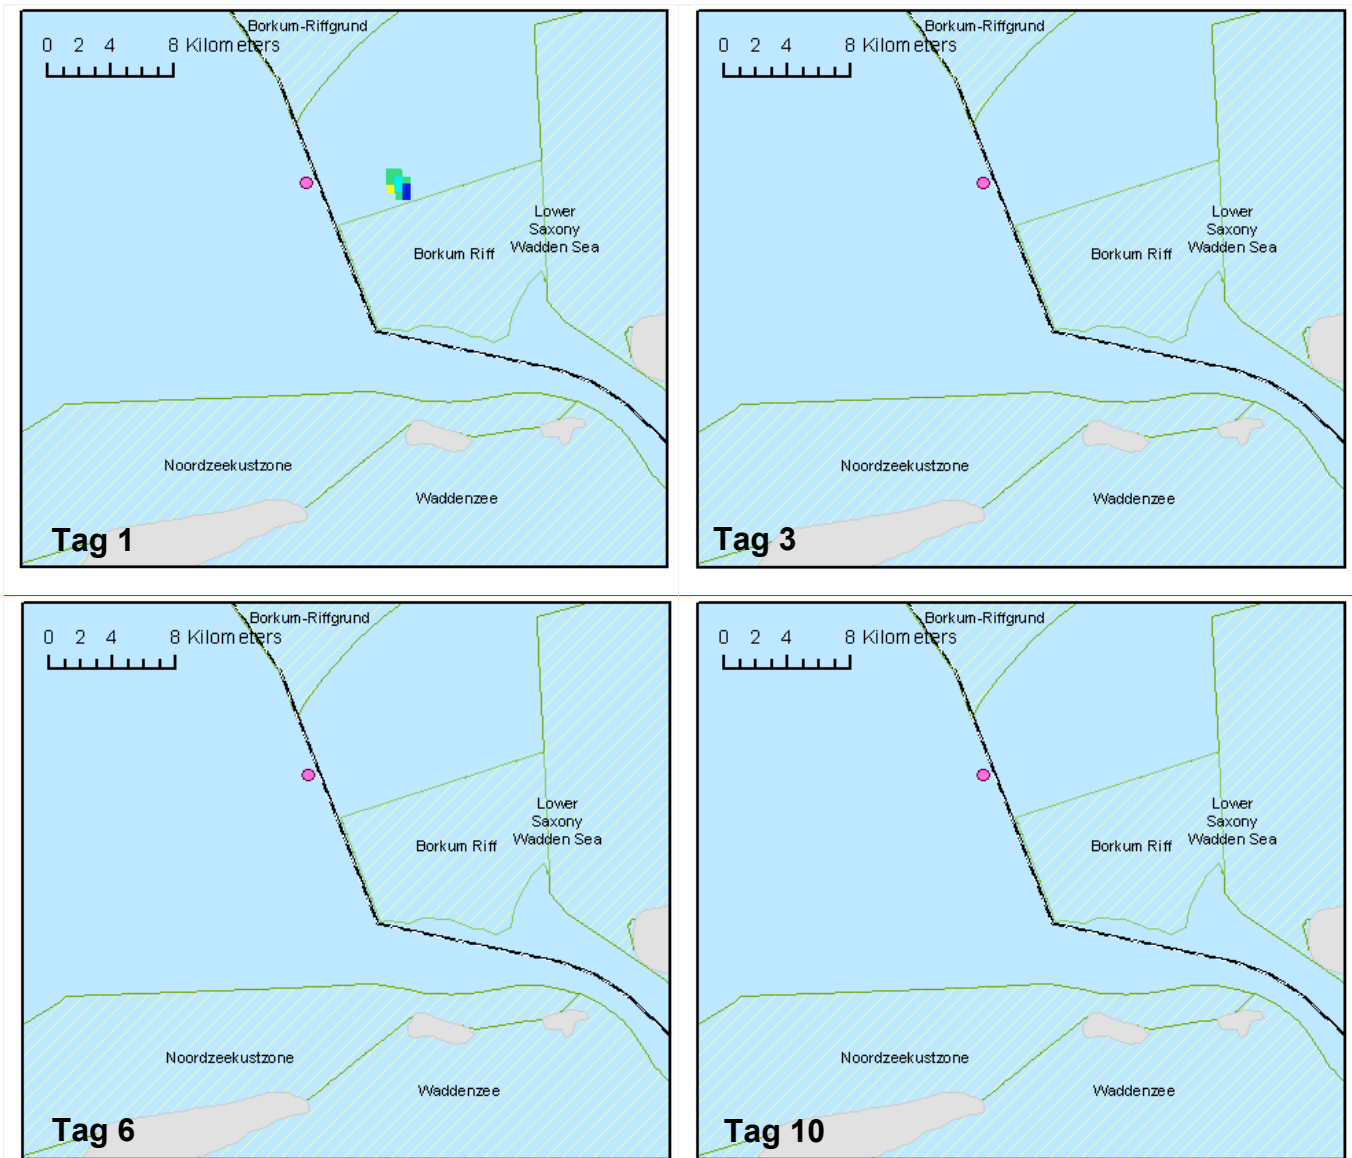 Borkum-Riffgrund
0 2 4 8 Kilometers
Lower
Saxony
Wadden Sea
Borkum Riff
Noordzeekustzone
Waddenzee
Tag 1
Borkum-Riffgrund
0 2 4 8 Kilometers
Lower
Saxony
Wadden Sea
Borkum Riff
Noordzeekustzone
Waddenzee
Tag 3
Borkum-Riffgrund
0 2 4 8 Kilometers
Lower
Saxony
Wadden Sea
Borkum Riff
Noordzeekustzone
Waddenzee
Tag 6
Borkum-Riffgrund
0 2 4 8 Kilometers
Lower
Saxony
Wadden Sea
Borkum Riff
Noordzeekustzone
Waddenzee
Tag 10